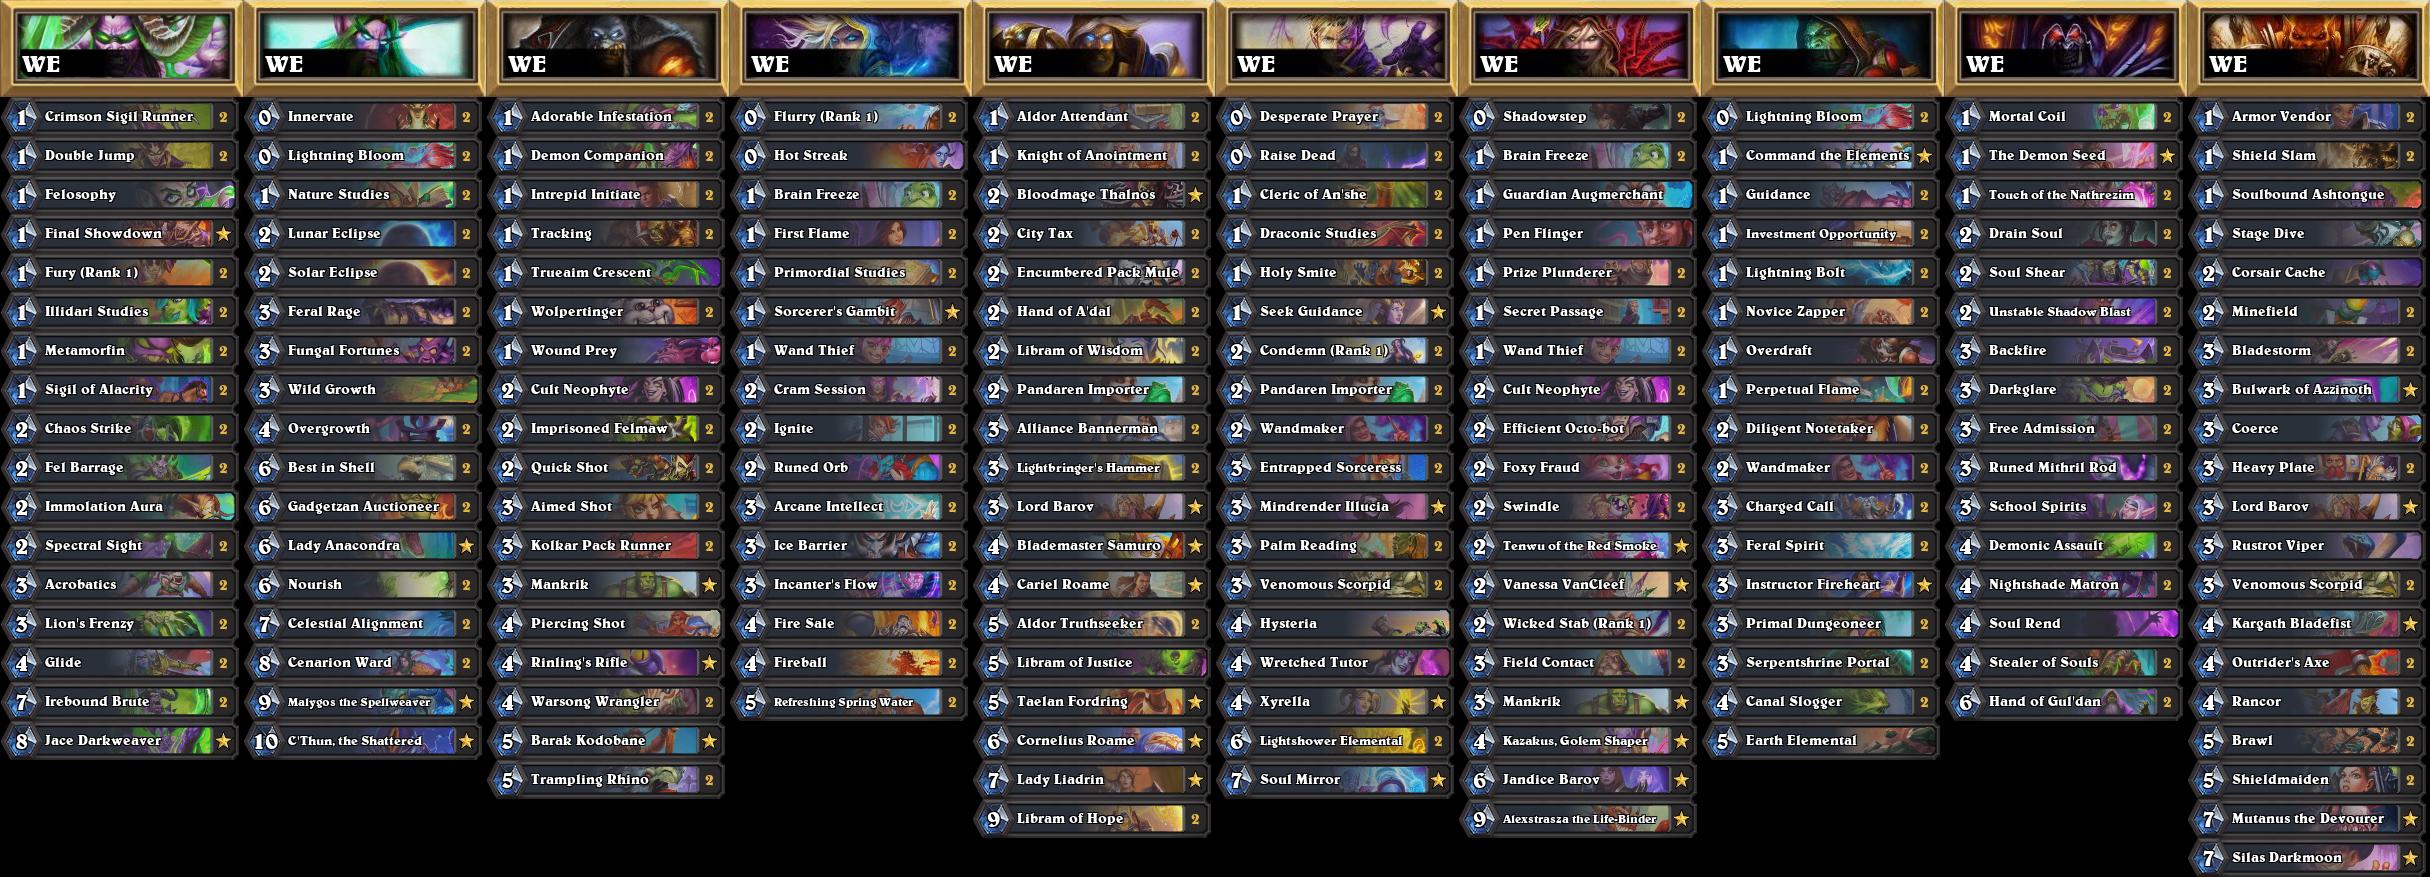 WE
1 Crimson Sigil Runner 2
1 Double Jump 2
1 Felosophy
1 Final Showdown
1 Fury (Rank 1) 2
1 Illidari Studies 2
1 Metamorfin 2
1 Sigil of Alacrity 2
2 Chaos Strike 2
2 Fel Barrage 2
2 Immolation Aura
2 Spectral Sight 2
3 Acrobatics 2
3 Lion's Frenzy 2
4 Glide 2
7 Irebound Brute 2
8 Jace Darkweaver
WE
0 Innervate 2
0 Lightning Bloom 2
1 Nature Studies 2
2 Lunar Eclipse 2
2 Solar Eclipse 2
3 Feral Rage 2
3 Fungal Fortunes 2
3 Wild Growth
4 Overgrowth 2
6 Best in Shell 2
6 Gadgetzan Auctioneer 2
6 Lady Anacondra
6 Nourish 2
7 Celestial Alignment 2
8 Cenarion Ward 2
9 Malygos the Spellweaver
10 C'Thun, the Shattered
WE
1 Adorable Infestation 2
1 Demon Companion 2
1 Intrepid Initiate 2
1 Tracking 2
1 Trueaim Crescent
1 Wolpertinger 2
1 Wound Prey
2 Cult Neophyte 2
2 Imprisoned Felmaw 2
2 Quick Shot 2
3 Aimed Shot 2
3 Kolkar Pack Runner 2
3 Mankrik
4 Piercing Shot
4 Rinling's Rifle
4 Warsong Wrangler 2
5 Barak Kodobane
5 Trampling Rhino 2
WE
0 Flurry (Rank 1) 2
0 Hot Streak
1 Brain Freeze 2
1 First Flame 2
1 Primordial Studies 2
1 Sorcerer's Gambit
1 Wand Thief 2
2 Cram Session 2
2 Ignite 2
2 Runed Orb 2
3 Arcane Intellect 2
3 Ice Barrier 2
3 Incanter's Flow 2
4 Fire Sale 2
4 Fireball 2
5 Refreshing Spring Water 2
WE
1 Aldor Attendant 2
1 Knight of Anointment 2
2 Bloodmage Thalnos
2 City Tax 2
2 Encumbered Pack Mule 2
2 Hand of A'dal 2
2 Libram of Wisdom 2
2 Pandaren Importer 2
3 Alliance Bannerman 2
3 Lightbringer's Hammer 2
3 Lord Barov
4 Blademaster Samuro
4 Cariel Roame
5 Aldor Truthseeker 2
5 Libram of Justice
5 Taelan Fordring
6 Cornelius Roame
7 Lady Liadrin
9 Libram of Hope 2
WE
0 Desperate Prayer 2
0 Raise Dead 2
1 Cleric of An'she 2
1 Draconic Studies 2
1 Holy Smite 2
1 Seek Guidance
2 Condemn (Rank 1) 2
2 Pandaren Importer 2
2 Wandmaker 2
3 Entrapped Sorceress 2
3 Mindrender Illucia
3 Palm Reading 2
3 Venomous Scorpid 2
4 Hysteria
4 Wretched Tutor
4 Xyrella
6 Lightshower Elemental 2
7 Soul Mirror
WE
0 Shadowstep 2
1 Brain Freeze 2
1 Guardian Augmerchant
1 Pen Flinger
1 Prize Plunderer 2
1 Secret Passage 2
1 Wand Thief 2
2 Cult Neophyte 2
2 Efficient Octo-bot 2
2 Foxy Fraud 2
2 Swindle 2
2 Tenwu of the Red Smoke
2 Vanessa VanCleef
2 Wicked Stab (Rank 1) 2
3 Field Contact 2
3 Mankrik
4 Kazakus, Golem Shaper
6 Jandice Barov
9 Alexstrasza the Life-Binder
WE
0 Lightning Bloom 2
1 Command the Elements
1 Guidance 2
1 Investment Opportunity 2
1 Lightning Bolt 2
1 Novice Zapper 2
1 Overdraft
1 Perpetual Flame 2
2 Diligent Notetaker 2
2 Wandmaker 2
3 Charged Call 2
3 Feral Spirit 2
3 Instructor Fireheart
3 Primal Dungeoneer 2
3 Serpentshrine Portal 2
4 Canal Slogger 2
5 Earth Elemental
WE
1 Mortal Coil 2
1 The Demon Seed
1 Touch of the Nathrezim 2
2 Drain Soul 2
2 Soul Shear 2
2 Unstable Shadow Blast 2
3 Backfire 2
3 Darkglare 2
3 Free Admission 2
3 Runed Mithril Rod 2
3 School Spirits 2
4 Demonic Assault 2
4 Nightshade Matron 2
4 Soul Rend
4 Stealer of Souls 2
6 Hand of Gul'dan 2
WE
1 Armor Vendor 2
1 Shield Slam 2
1 Soulbound Ashtongue
1 Stage Dive
2 Corsair Cache
2 Minefield 2
3 Bladestorm 2
3 Bulwark of Azzinoth
3 Coerce
3 Heavy Plate 2
3 Lord Barov
3 Rustrot Viper
3 Venomous Scorpid 2
4 Kargath Bladefist
4 Outrider's Axe 2
4 Rancor 2
5 Brawl 2
5 Shieldmaiden 2
7 Mutanus the Devourer
7 Silas Darkmoon